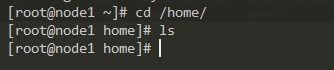 [root@node1 ~]# cd /home/
[root@node1 home]# ls
[root@node1 home]#